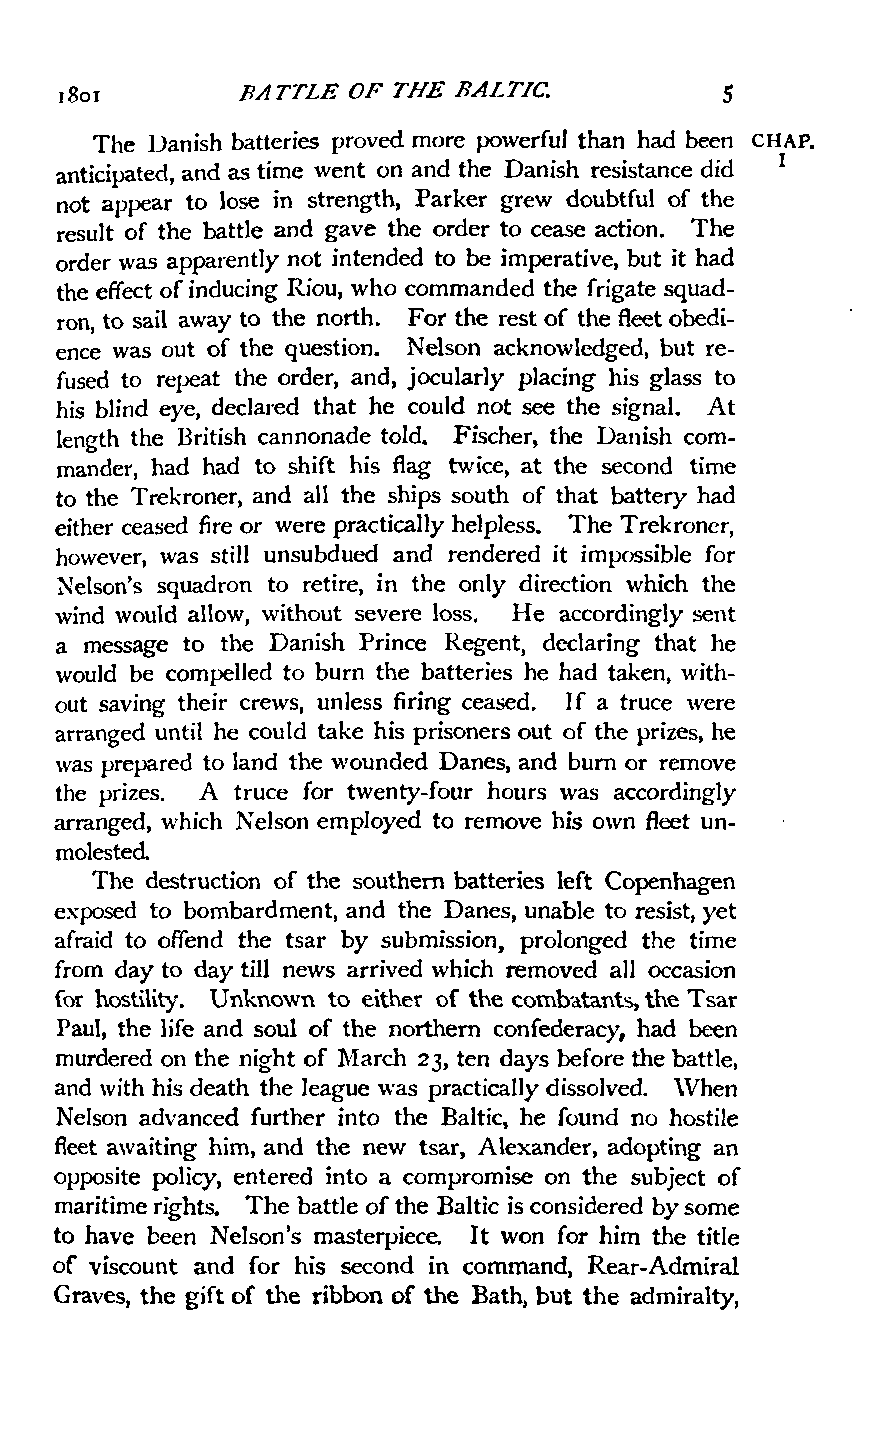 1801 BATTLE OF THE BALTIC. 5
The Danish batteries proved more powerful than had been CHAP.
anticipated, and as time went on and the Danish resistance did I
not appear to lose in strength, Parker grew doubtful of the
result of the battle and gave the order to cease action. The
order was apparently not intended to be imperative, but it had
the effect of inducing Riou, who commanded the frigate squad-
ron, to sail away to the north. For the rest of the fleet obedi-
ence was out of the question. Nelson acknowledged, but re-
fused to repeat the order, and, jocularly placing his glass to
his blind eye, declared that he could not see the signal. At
length the British cannonade told. Fischer, the Danish com-
mander, had had to shift his flag twice, at the second time
to the Trekroner, and all the ships south of that battery had
either ceased fire or were practically helpless. The Trekroner,
however, was still unsubdued and rendered it impossible for
Nelson's squadron to retire, in the only direction which the
wind would allow, without severe loss. He accordingly sent
a message to the Danish Prince Regent, declaring that he
would be compelled to burn the batteries he had taken, with-
out saving their crews, unless firing ceased. If a truce were
arranged until he could take his prisoners out of the prizes, he
was prepared to land the wounded Danes, and burn or remove
the prizes. A truce for twenty-four hours was accordingly
arranged, which Nelson employed to remove his own fleet un-
molested.
The destruction of the southern batteries left Copenhagen
exposed to bombardment, and the Danes, unable to resist, yet
afraid to offend the tsar by submission, prolonged the time
from day to day till news arrived which removed all occasion
for hostility. Unknown to either of the combatants, the Tsar
Paul, the life and soul of the northern confederacy, had been
murdered on the night of March 23, ten days before the battle,
and with his death the league was practically dissolved. When
Nelson advanced further into the Baltic, he found no hostile
fleet awaiting him, and the new tsar, Alexander, adopting an
opposite policy, entered into a compromise on the subject of
maritime rights. The battle of the Baltic is considered by some
to have been Nelson's masterpiece. It won for him the title
of viscount and for his second in command, Rear-Admiral
Graves, the gift of the ribbon of the Bath, but the admiralty,